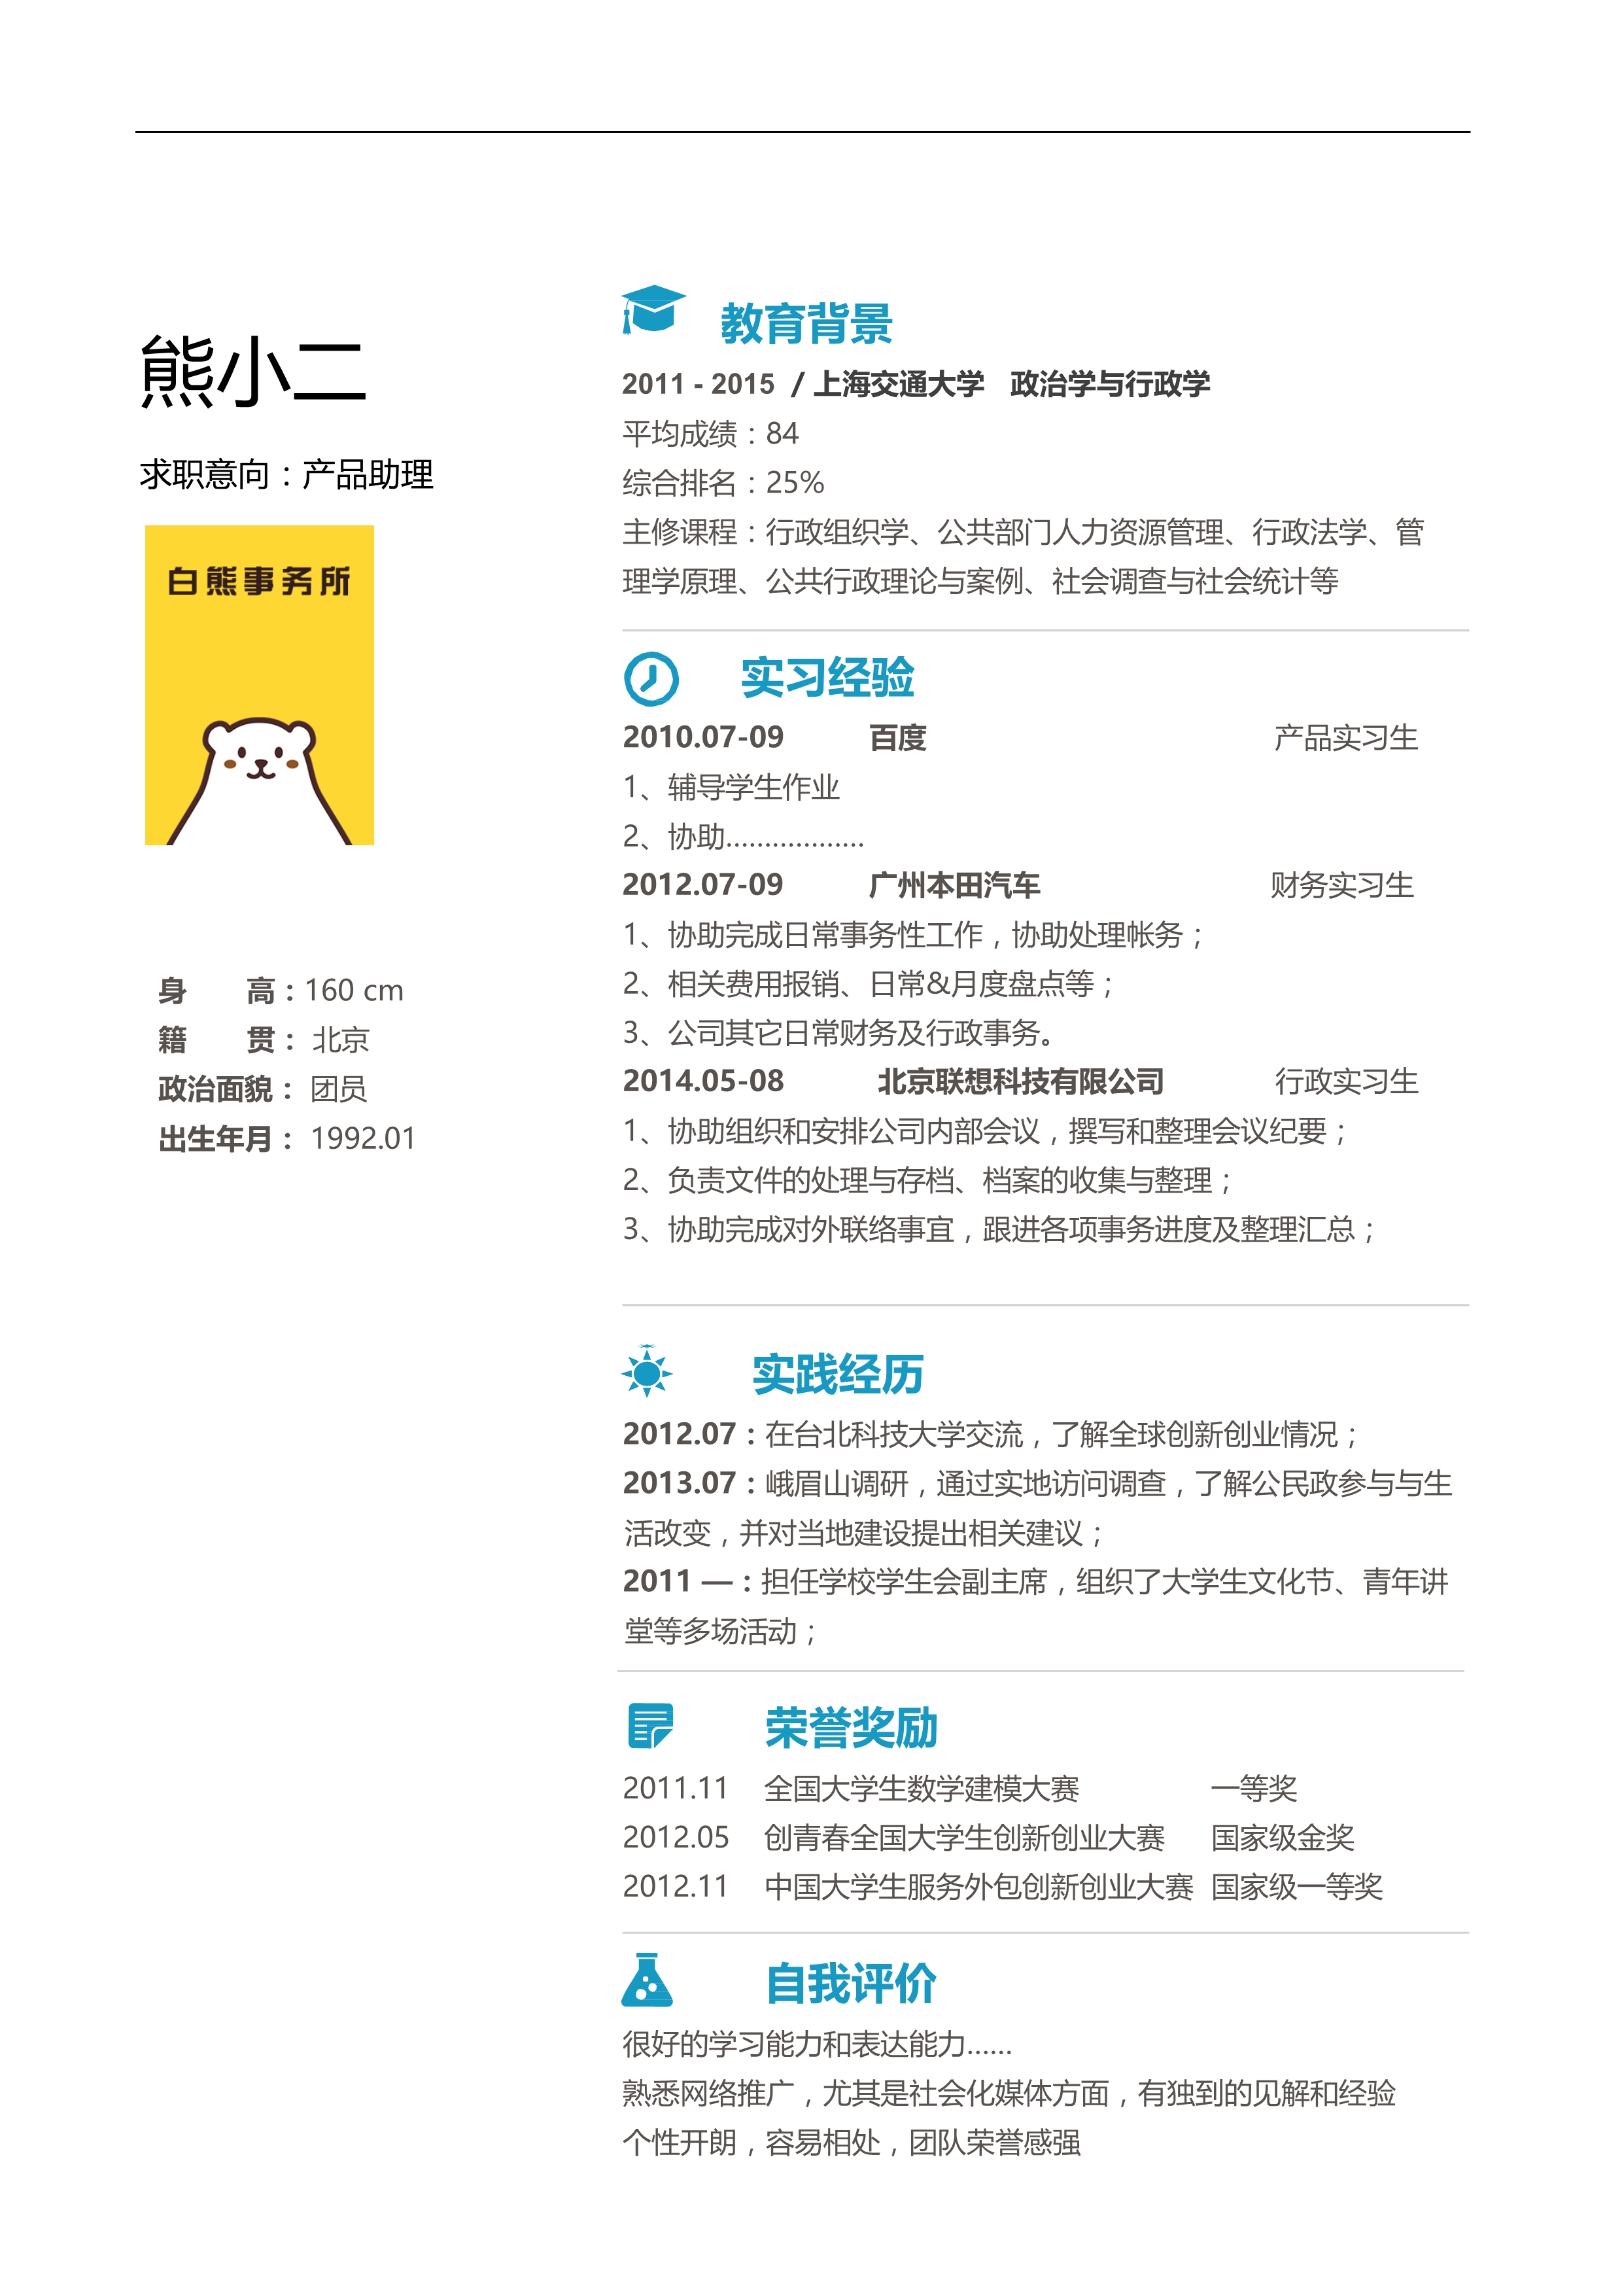 熊小二
求职意向：产品助理
白熊事务所
身　　高：160 cm
籍　　贯： 北京
政治面貌： 团员
出生年月： 1992.01
教育背景
2011 - 2015 / 上海交通大学 政治学与行政学
平均成绩：84
综合排名：25%
主修课程：行政组织学、公共部门人力资源管理、行政法学、管
理学原理、公共行政理论与案例、社会调查与社会统计等
实习经验
2010.07-09 百度 产品实习生
1、辅导学生作业
2、协助………………
2012.07-09 广州本田汽车 财务实习生
1、协助完成日常事务性工作，协助处理帐务；
2、相关费用报销、日常&月度盘点等；
3、公司其它日常财务及行政事务。
2014.05-08 北京联想科技有限公司 行政实习生
1、协助组织和安排公司内部会议，撰写和整理会议纪要；
2、负责文件的处理与存档、档案的收集与整理；
3、协助完成对外联络事宜，跟进各项事务进度及整理汇总；
实践经历
2012.07：在台北科技大学交流，了解全球创新创业情况；
2013.07：峨眉山调研，通过实地访问调查，了解公民政参与与生
活改变，并对当地建设提出相关建议；
2011 —：担任学校学生会副主席，组织了大学生文化节、青年讲
堂等多场活动；
荣誉奖励
2011.11 全国大学生数学建模大赛 一等奖
2012.05 创青春全国大学生创新创业大赛 国家级金奖
2012.11 中国大学生服务外包创新创业大赛 国家级一等奖
自我评价
很好的学习能力和表达能力……
熟悉网络推广，尤其是社会化媒体方面，有独到的见解和经验
个性开朗，容易相处，团队荣誉感强